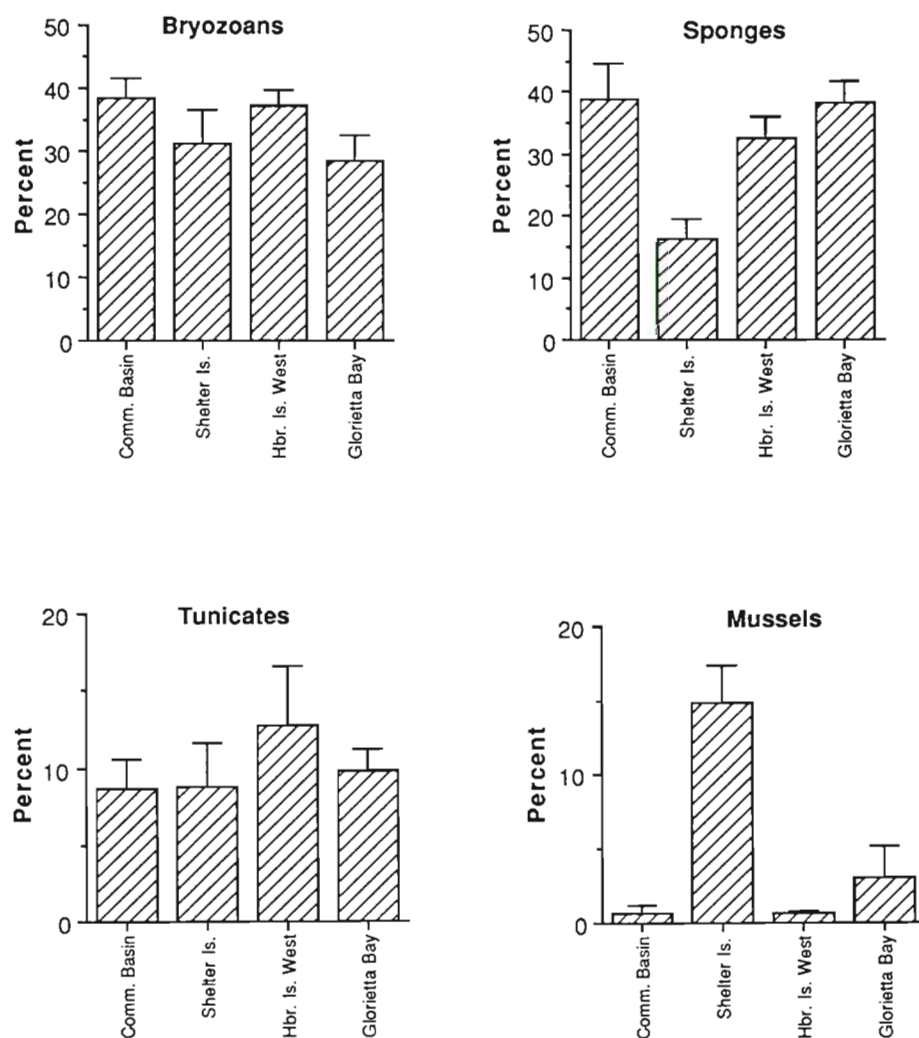 Bryozoans
Percent
50
40
30
20
10
0
Comm. Basin
Shelter Is.
Hbr. Is. West
Glorietta Bay
Sponges
Percent
50
40
30
20
10
0
Comm. Basin
Shelter Is.
Hbr. Is. West
Glorietta Bay
Tunicates
Percent
20
10
0
Comm. Basin
Shelter Is.
Hbr. Is. West
Glorietta Bay
Mussels
Percent
20
10
0
Comm. Basin
Shelter Is.
Hbr. Is. West
Glorietta Bay